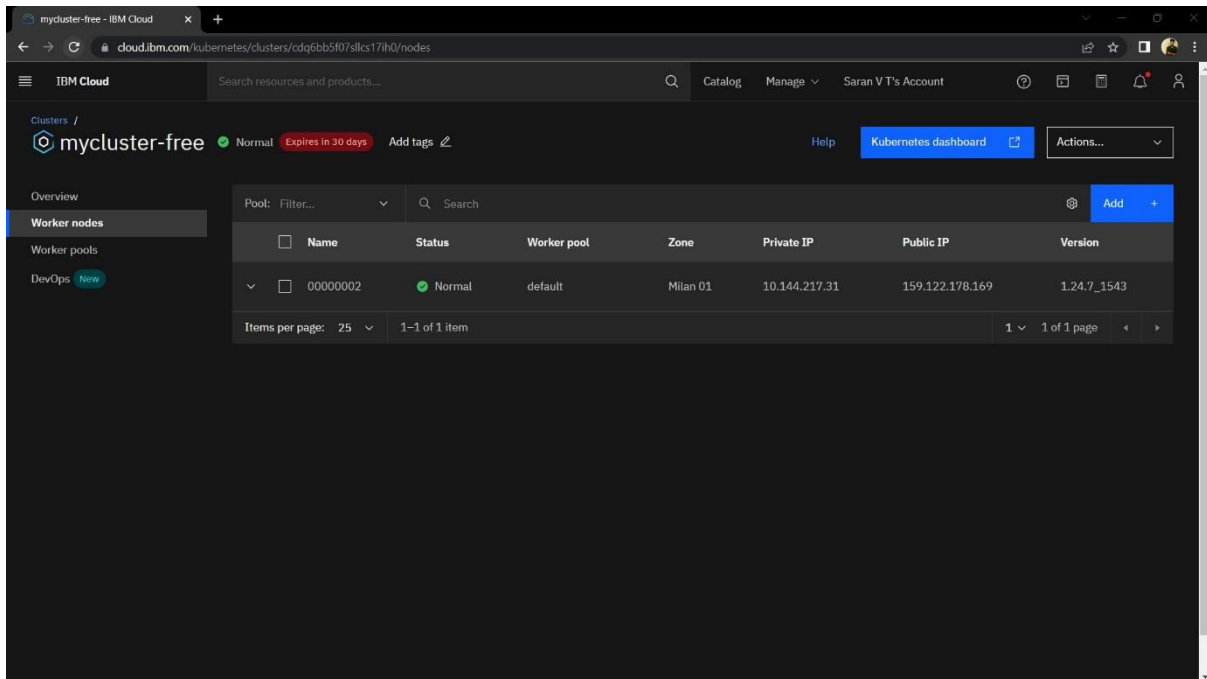 mycluster-free - IBM Cloud
cloud.ibm.com/kubernetes/clusters/cdq6bb5f07sllcs17ih0/nodes
IBM Cloud Search resources and products... Catalog Manage Saran V T's Account
Clusters /
mycluster-free Normal Expires in 30 days Add tags Help Kubernetes dashboard Actions...
Overview
Worker nodes
Worker pools
DevOps New
Pool: Filter... Search Add +
Name Status Worker pool Zone Private IP Public IP Version
00000002 Normal default Milan 01 10.144.217.31 159.122.178.169 1.24.7_1543
Items per page: 25 1–1 of 1 item 1 1 of 1 page